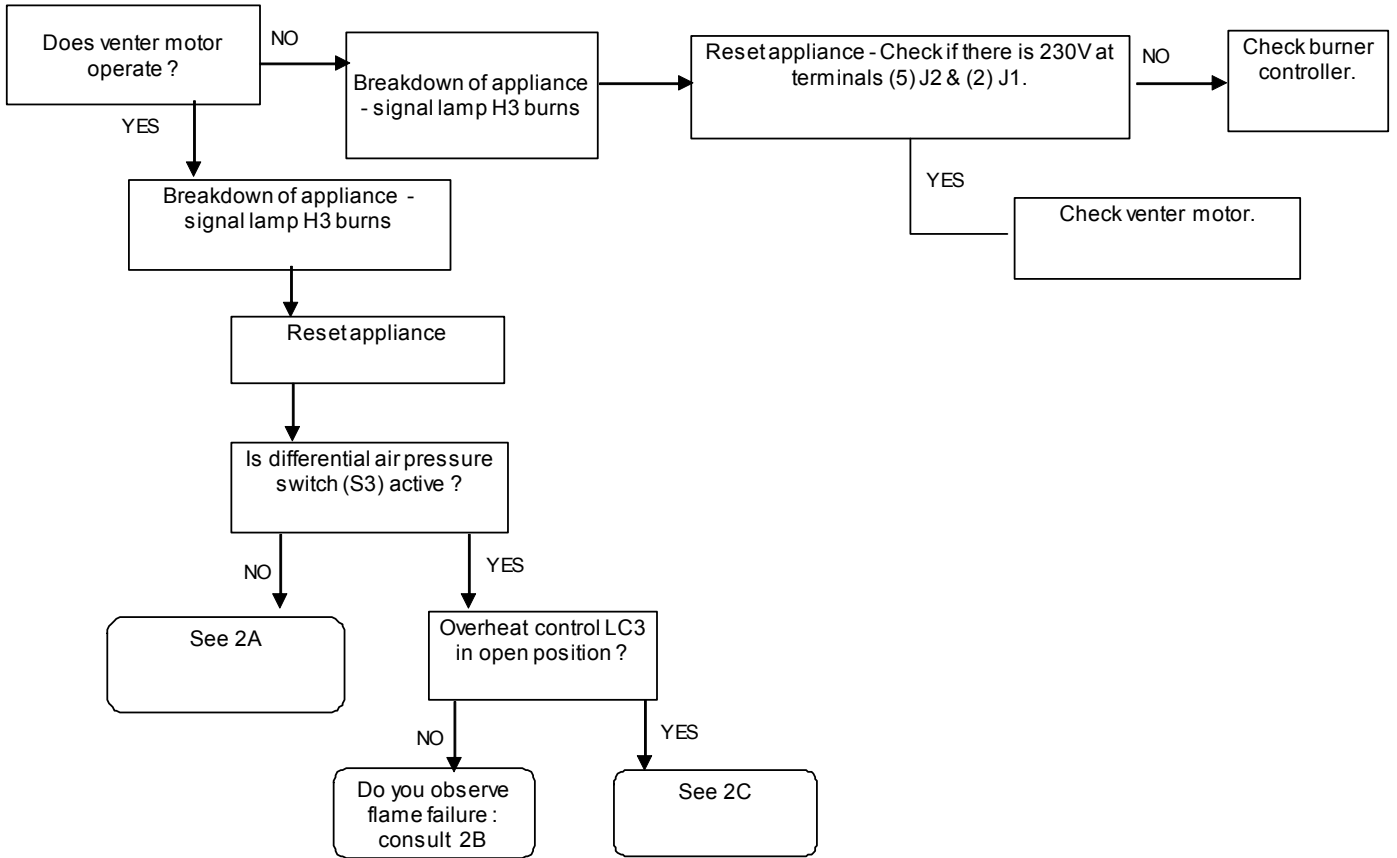 Does venter motor
operate ?
NO
Breakdown of appliance
- signal lamp H3 burns
Reset appliance - Check if there is 230V at
terminals (5) J2 & (2) J1.
NO
Check burner
controller.
YES
YES
Check venter motor.
Breakdown of appliance -
signal lamp H3 burns
Reset appliance
Is differential air pressure
switch (S3) active ?
NO
YES
See 2A
Overheat control LC3
in open position ?
NO
YES
Do you observe
flame failure :
consult 2B
See 2C